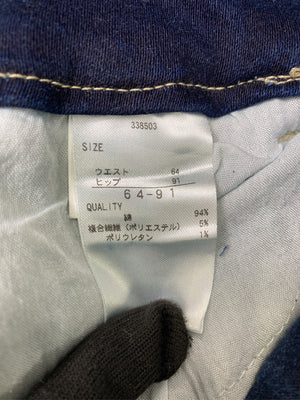 338503
SIZE
ウエスト 64
ヒップ 91
64-91
QUALITY
綿 94%
複合繊維(ポリエステル) 5%
ポリウレタン 1%